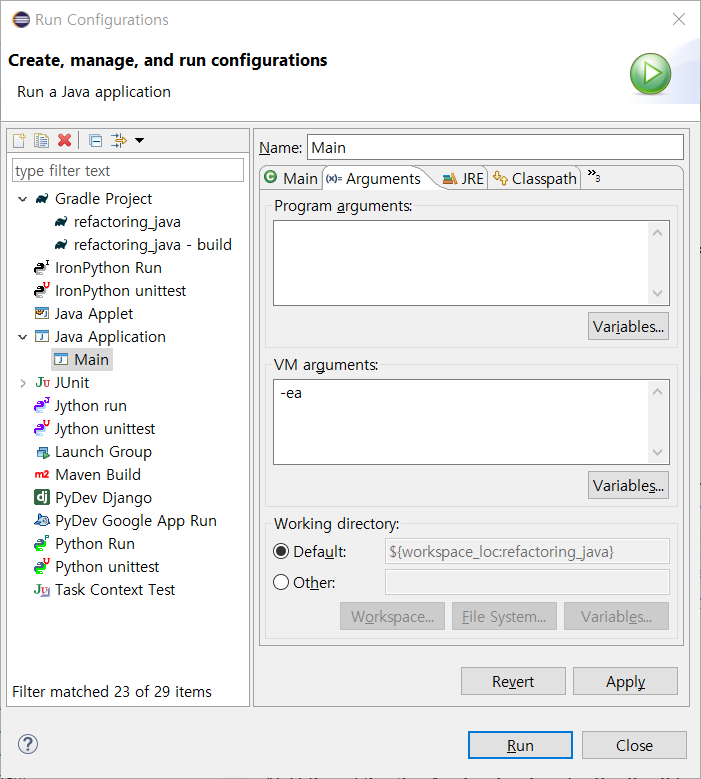 Run Configurations
Create, manage, and run configurations
Run a Java application
type filter text
Gradle Project
refactoring_java
refactoring_java - build
IronPython Run
IronPython unittest
Java Applet
Java Application
Main
JUnit
Jython run
Jython unittest
Launch Group
Maven Build
PyDev Django
PyDev Google App Run
Python Run
Python unittest
Task Context Test
Filter matched 23 of 29 items
Name: Main
Main Arguments JRE Classpath »3
Program arguments:
Variables...
VM arguments:
-ea
Variables...
Working directory:
Default: ${workspace_loc:refactoring_java}
Other:
Workspace... File System... Variables...
Revert Apply
Run Close